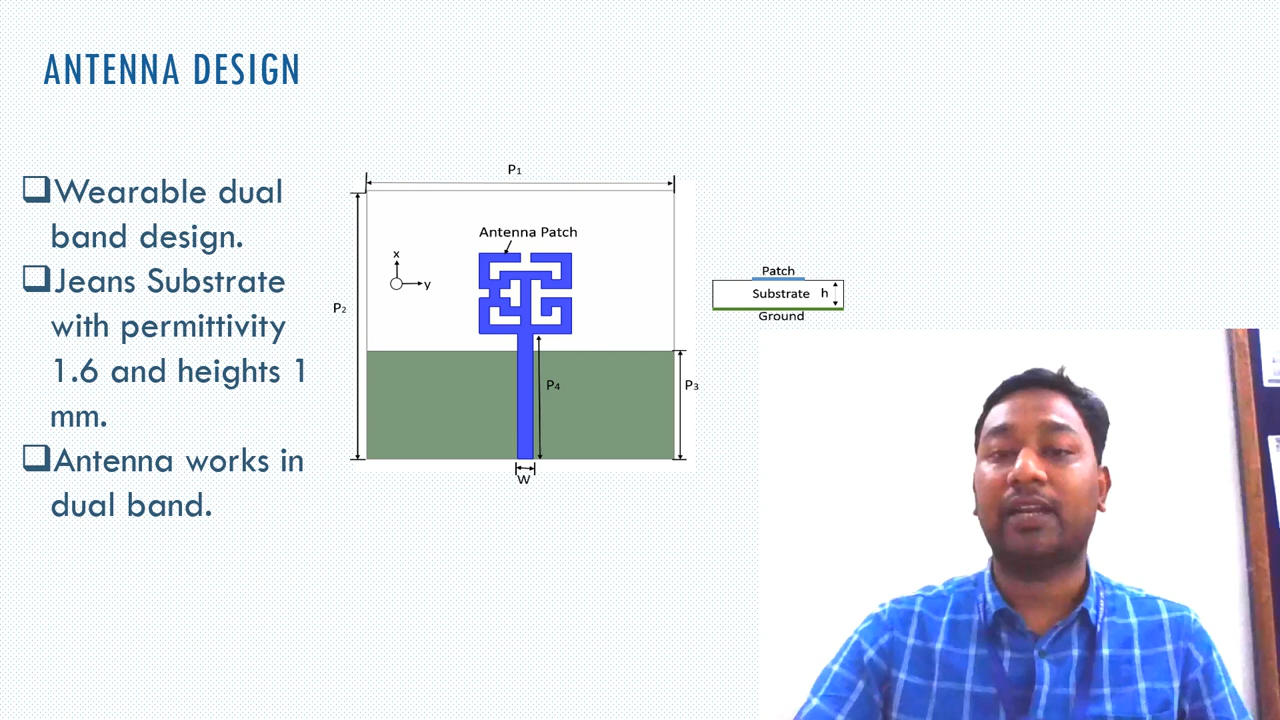 ANTENNA DESIGN
Wearable dual
band design.
Jeans Substrate
with permittivity
1.6 and heights 1
mm.
Antenna works in
dual band.
P1
Antenna Patch
x
y
P2
P4
P3
W
Patch
Substrate h
Ground